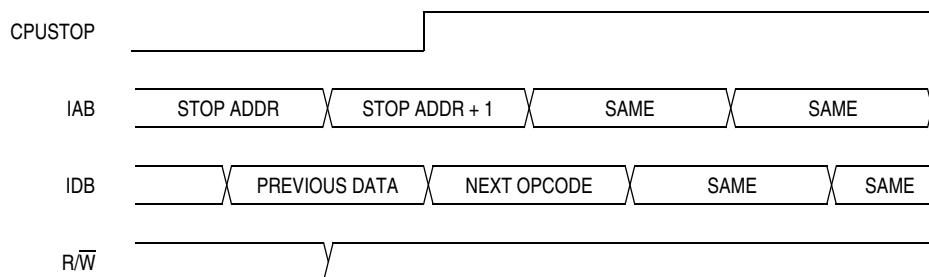 CPUSTOP
IAB STOP ADDR STOP ADDR + 1 SAME SAME
IDB PREVIOUS DATA NEXT OPCODE SAME SAME
R/W̅